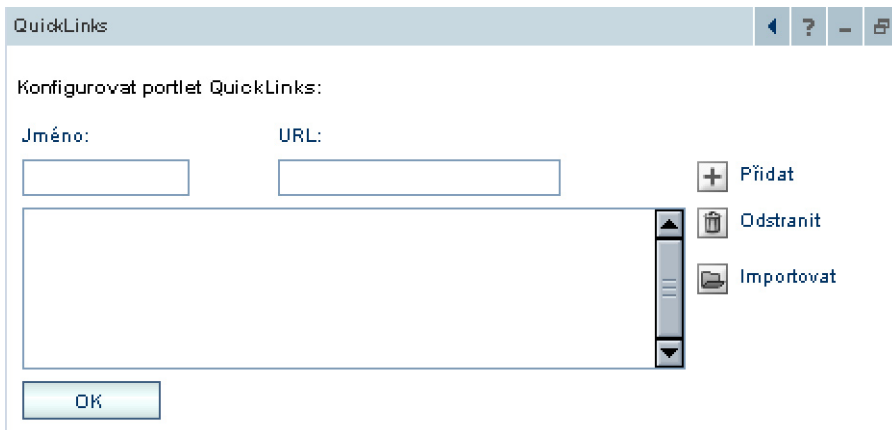 QuickLinks
Konfigurovat portlet QuickLinks:
Jméno: URL:
Přidat
Odstranit
Importovat
OK